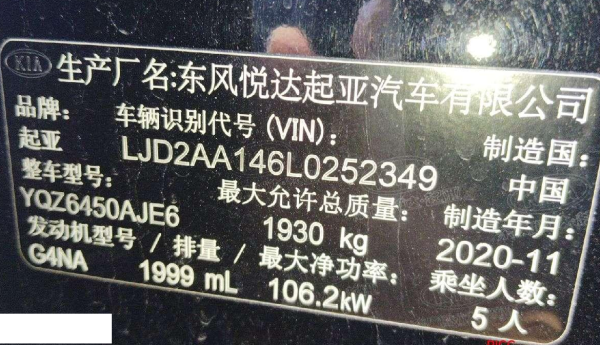 KIA 生产厂名:东风悦达起亚汽车有限公司
品牌: 车辆识别代号(VIN): 制造国:
起亚 LJD2AA146L0252349 中国
整车型号: 最大允许总质量: 制造年月:
YQZ6450AJE6 1930 kg 2020-11
发动机型号/排量/最大净功率: 乘坐人数:
G4NA 1999 mL 106.2kW 5人